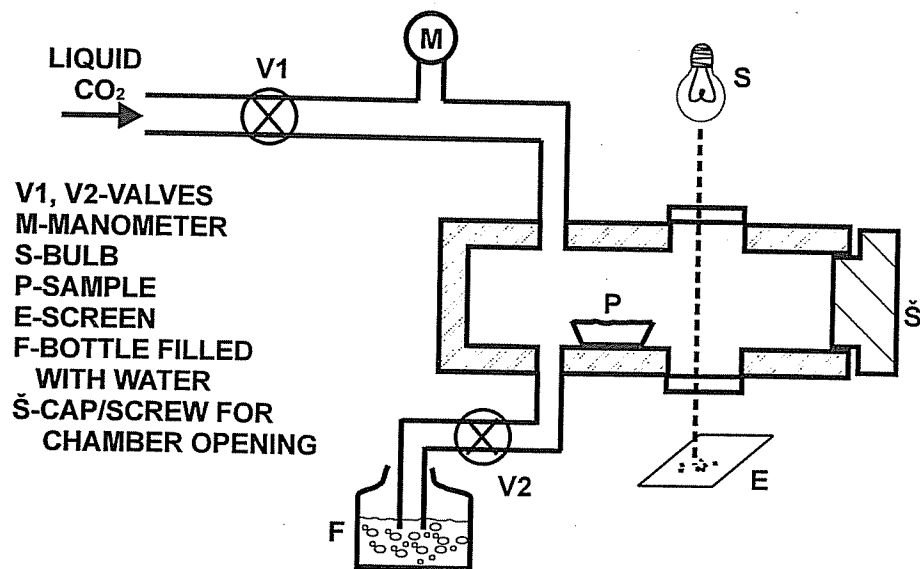 M
LIQUID
CO₂
V1
S
V1, V2-VALVES
M-MANOMETER
S-BULB
P-SAMPLE
E-SCREEN
F-BOTTLE FILLED
WITH WATER
Š-CAP/SCREW FOR
CHAMBER OPENING
P
Š
V2
E
F